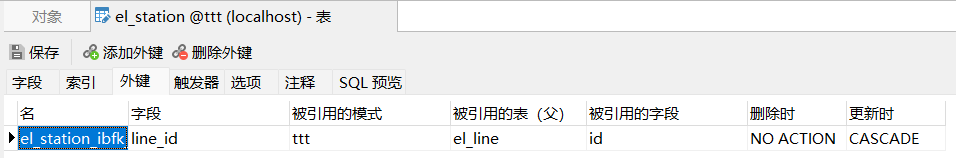 对象 el_station @ttt (localhost) - 表
保存 添加外键 删除外键
字段 索引 外键 触发器 选项 注释 SQL 预览
名 字段 被引用的模式 被引用的表（父） 被引用的字段 删除时 更新时
el_station_ibfk line_id ttt el_line id NO ACTION CASCADE